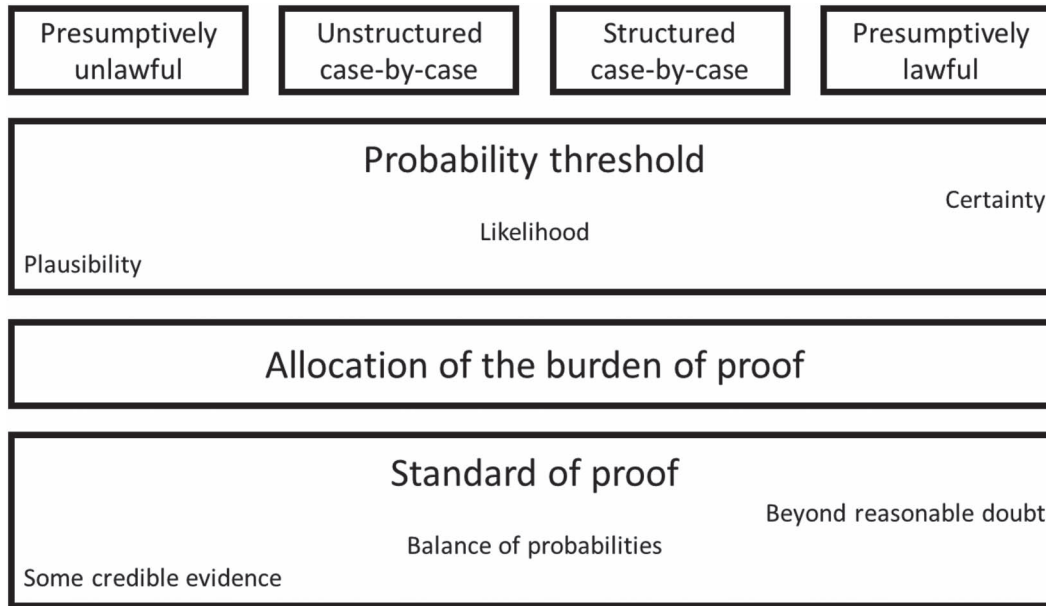 Presumptively
unlawful
Unstructured
case-by-case
Structured
case-by-case
Presumptively
lawful
Probability threshold
Certainty
Likelihood
Plausibility
Allocation of the burden of proof
Standard of proof
Beyond reasonable doubt
Balance of probabilities
Some credible evidence